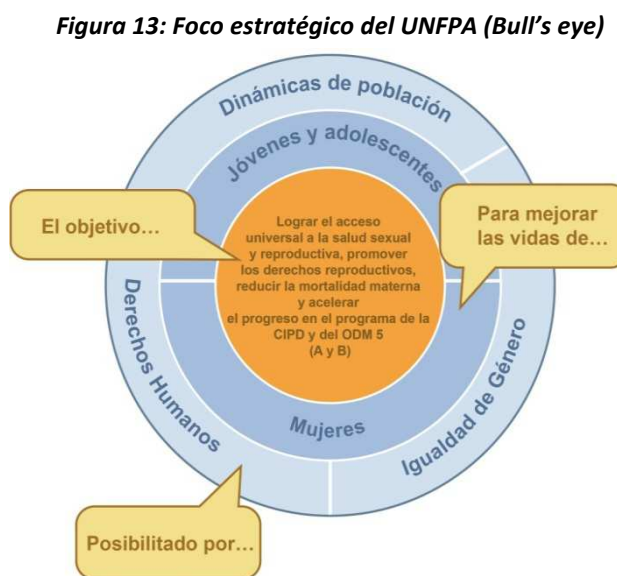 Figura 13: Foco estratégico del UNFPA (Bull's eye)
Dinámicas de población
Jóvenes y adolescentes
El objetivo…
Para mejorar
las vidas de…
Lograr el acceso
universal a la salud sexual
y reproductiva, promover
los derechos reproductivos,
reducir la mortalidad materna
y acelerar
el progreso en el programa de la
CIPD y del ODM 5
(A y B)
Derechos Humanos
Igualdad de Género
Mujeres
Posibilitado por…